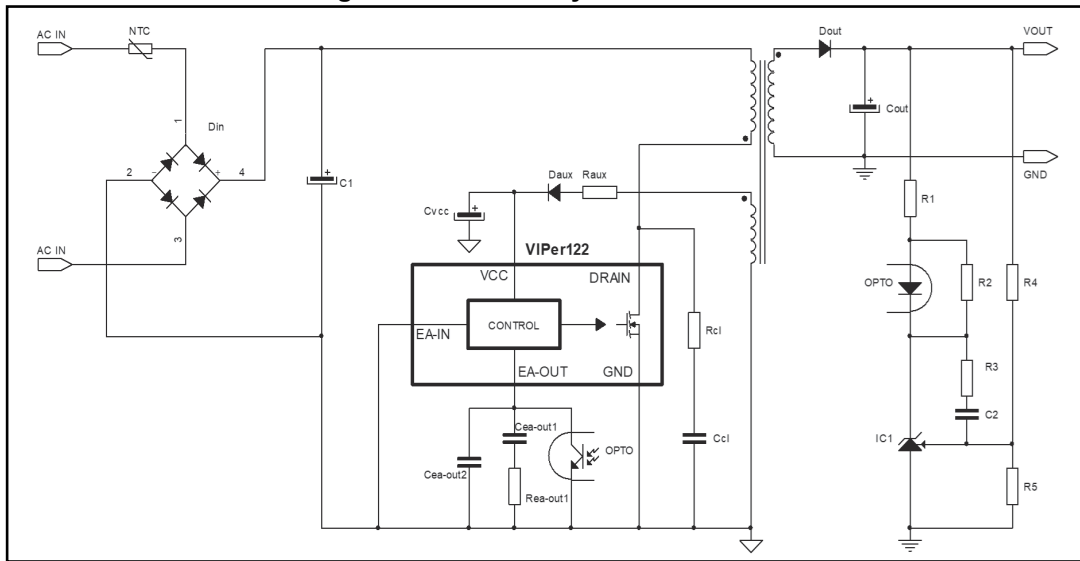 AC IN
NTC
Dout
VOUT
Cout
1
Din
2
4
C1
3
GND
AC IN
Daux
Raux
Cvcc
R1
VIPer122
VCC
DRAIN
OPTO
R2
R4
CONTROL
EA-IN
Rcl
EA-OUT
GND
R3
C2
Cea-out1
OPTO
Ccl
IC1
Cea-out2
Rea-out1
R5